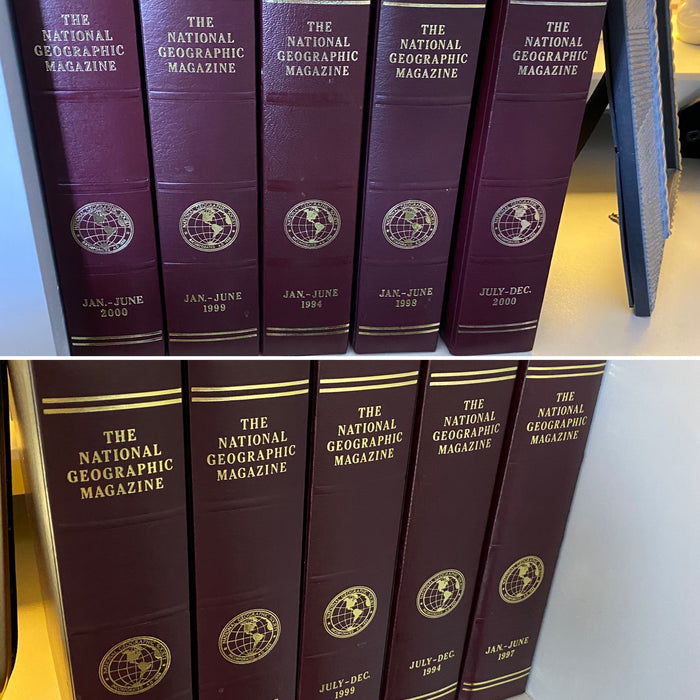 THE
NATIONAL
GEOGRAPHIC
MAGAZINE
JAN.–JUNE
2000
THE
NATIONAL
GEOGRAPHIC
MAGAZINE
JAN.–JUNE
1999
THE
NATIONAL
GEOGRAPHIC
MAGAZINE
JAN.–JUNE
1994
THE
NATIONAL
GEOGRAPHIC
MAGAZINE
JAN.–JUNE
1998
THE
NATIONAL
GEOGRAPHIC
MAGAZINE
JULY–DEC.
2000
THE
NATIONAL
GEOGRAPHIC
MAGAZINE
THE
NATIONAL
GEOGRAPHIC
MAGAZINE
THE
NATIONAL
GEOGRAPHIC
MAGAZINE
JULY–DEC.
1999
THE
NATIONAL
GEOGRAPHIC
MAGAZINE
JULY–DEC.
1994
THE
NATIONAL
GEOGRAPHIC
MAGAZINE
JAN.–JUNE
1997